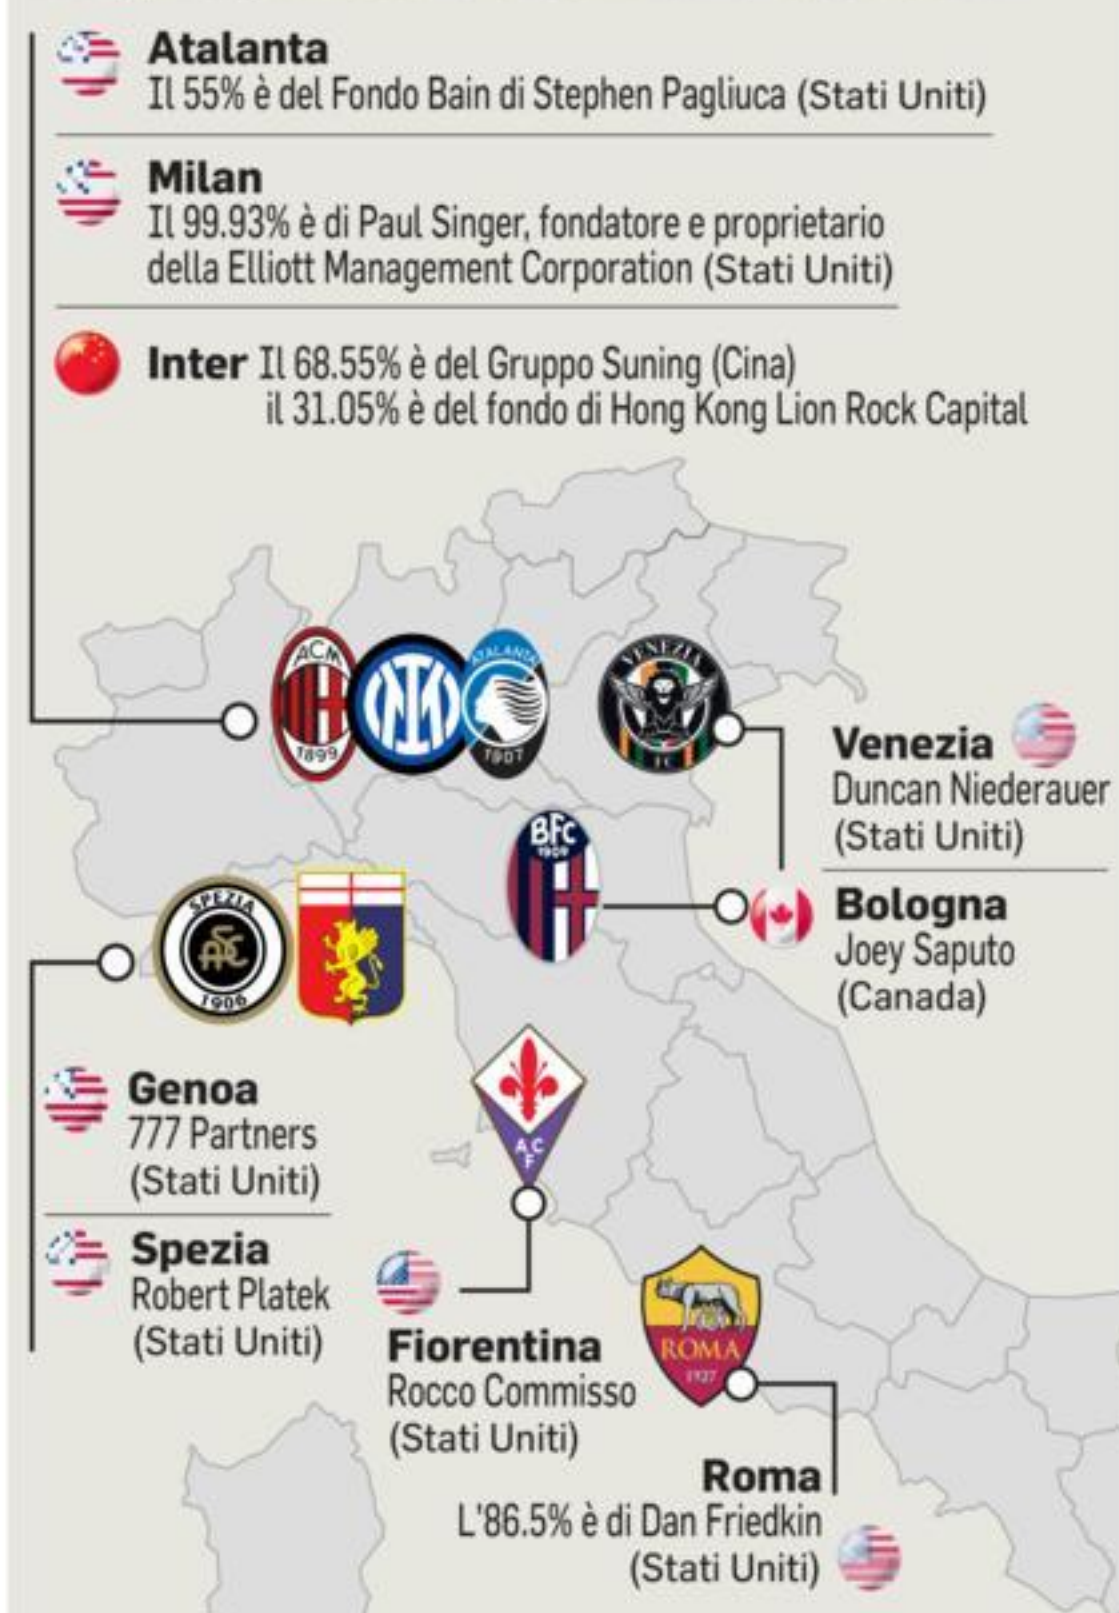 Atalanta
Il 55% è del Fondo Bain di Stephen Pagliuca (Stati Uniti)
Milan
Il 99.93% è di Paul Singer, fondatore e proprietario
della Elliott Management Corporation (Stati Uniti)
Inter Il 68.55% è del Gruppo Suning (Cina)
il 31.05% è del fondo di Hong Kong Lion Rock Capital
ACM
1899
ATALANTA
1907
VENEZIA
FC
Venezia
Duncan Niederauer
(Stati Uniti)
BFC
1909
Bologna
Joey Saputo
(Canada)
SPEZIA
ASC
1906
Genoa
777 Partners
(Stati Uniti)
Spezia
Robert Platek
(Stati Uniti)
ACF
Fiorentina
Rocco Commisso
(Stati Uniti)
ROMA
1927
Roma
L'86.5% è di Dan Friedkin
(Stati Uniti)